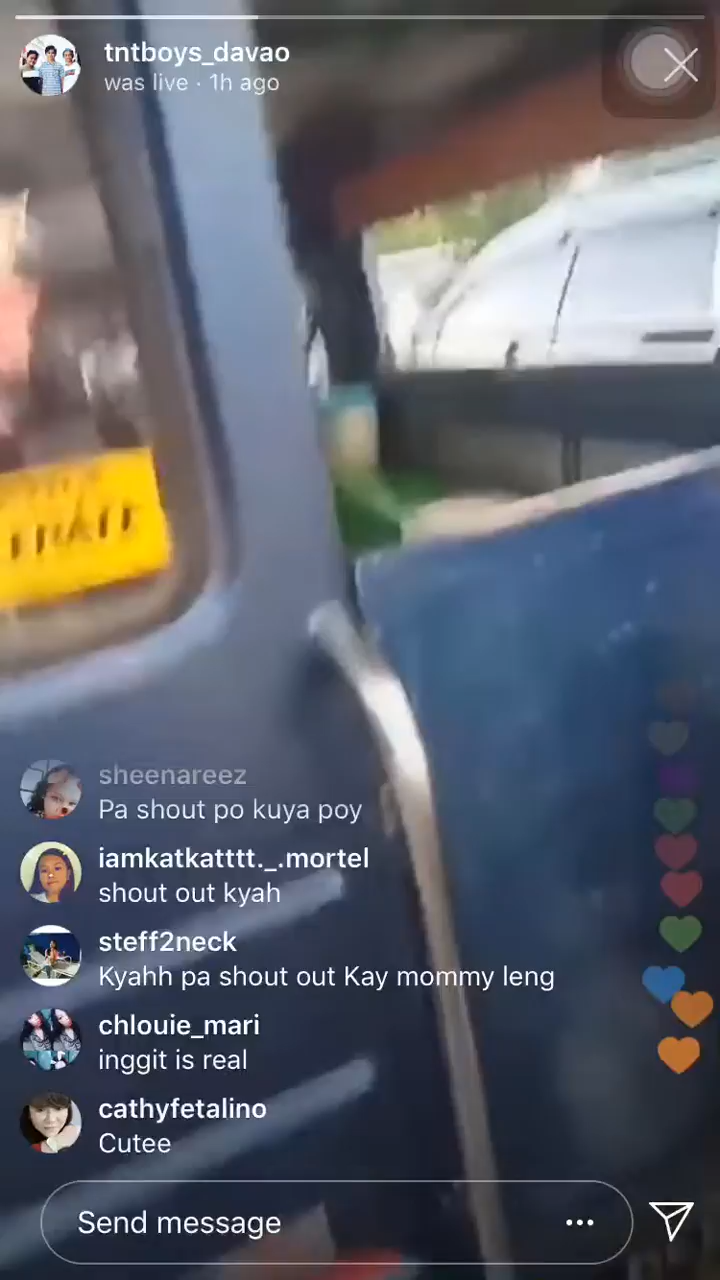 tntboys_davao
was live · 1h ago
sheenareez
Pa shout po kuya poy
iamkatkatttt._.mortel
shout out kyah
steff2neck
Kyahh pa shout out Kay mommy leng
chlouie_mari
inggit is real
cathyfetalino
Cutee
Send message